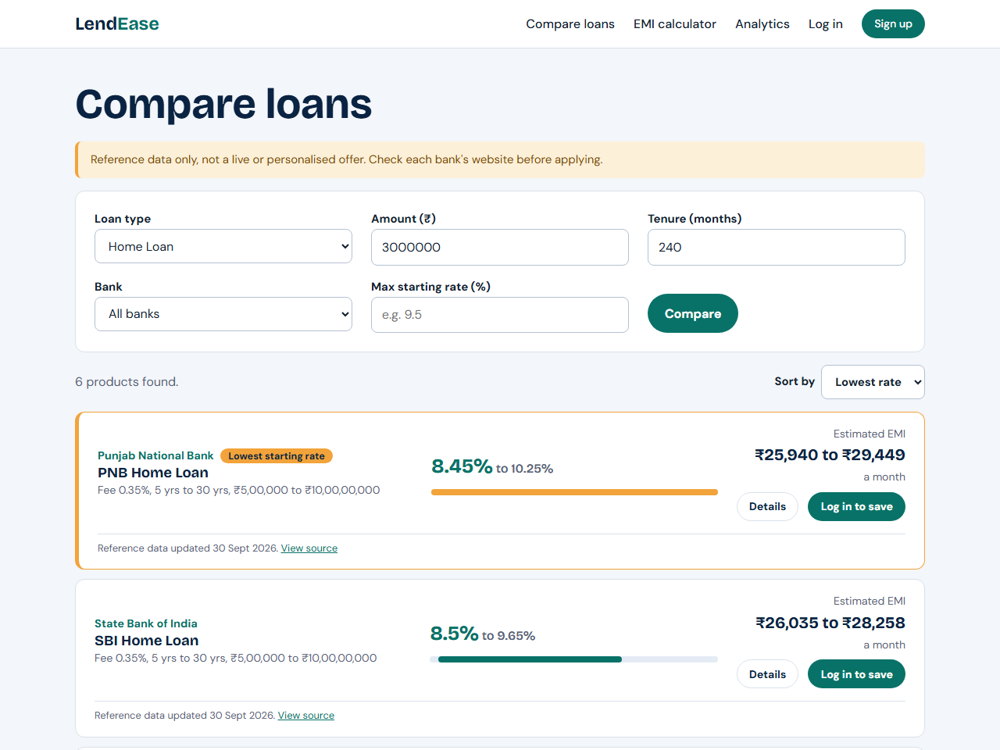 LendEase
Compare loans
EMI calculator
Analytics
Log in
Sign up
Compare loans
Reference data only, not a live or personalised offer. Check each bank's website before applying.
Loan type
Amount (₹)
Tenure (months)
Home Loan
3000000
240
Bank
Max starting rate (%)
All banks
e.g. 9.5
Compare
6 products found.
Sort by
Lowest rate
Punjab National Bank
Lowest starting rate
PNB Home Loan
Fee 0.35%, 5 yrs to 30 yrs, ₹5,00,000 to ₹10,00,00,000
8.45% to 10.25%
Estimated EMI
₹25,940 to ₹29,449
a month
Details
Log in to save
Reference data updated 30 Sept 2026. View source
State Bank of India
SBI Home Loan
Fee 0.35%, 5 yrs to 30 yrs, ₹5,00,000 to ₹10,00,00,000
8.5% to 9.65%
Estimated EMI
₹26,035 to ₹28,258
a month
Details
Log in to save
Reference data updated 30 Sept 2026. View source